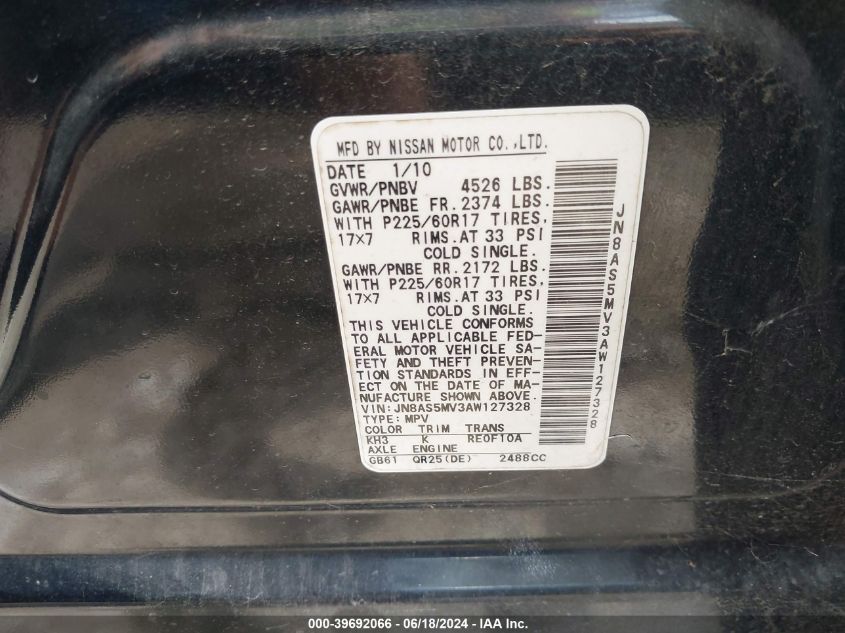 MFD BY NISSAN MOTOR CO.,LTD.
DATE 1/10
GVWR/PNBV 4526 LBS.
GAWR/PNBE FR. 2374 LBS.
WITH P225/60R17 TIRES,
17×7 RIMS.AT 33 PSI
COLD SINGLE.
GAWR/PNBE RR. 2172 LBS.
WITH P225/60R17 TIRES,
17×7 RIMS.AT 33 PSI
COLD SINGLE.
THIS VEHICLE CONFORMS
TO ALL APPLICABLE FED-
ERAL MOTOR VEHICLE SA-
FETY AND THEFT PREVEN-
TION STANDARDS IN EFF-
ECT ON THE DATE OF MA-
NUFACTURE SHOWN ABOVE.
VIN: JN8AS5MV3AW127328
TYPE: MPV
COLOR TRIM TRANS
KH3 K RE0F10A
AXLE ENGINE
GB61 QR25(DE) 2488CC
JN8AS5MV3AW127328
000-39692066 - 06/18/2024 - IAA Inc.